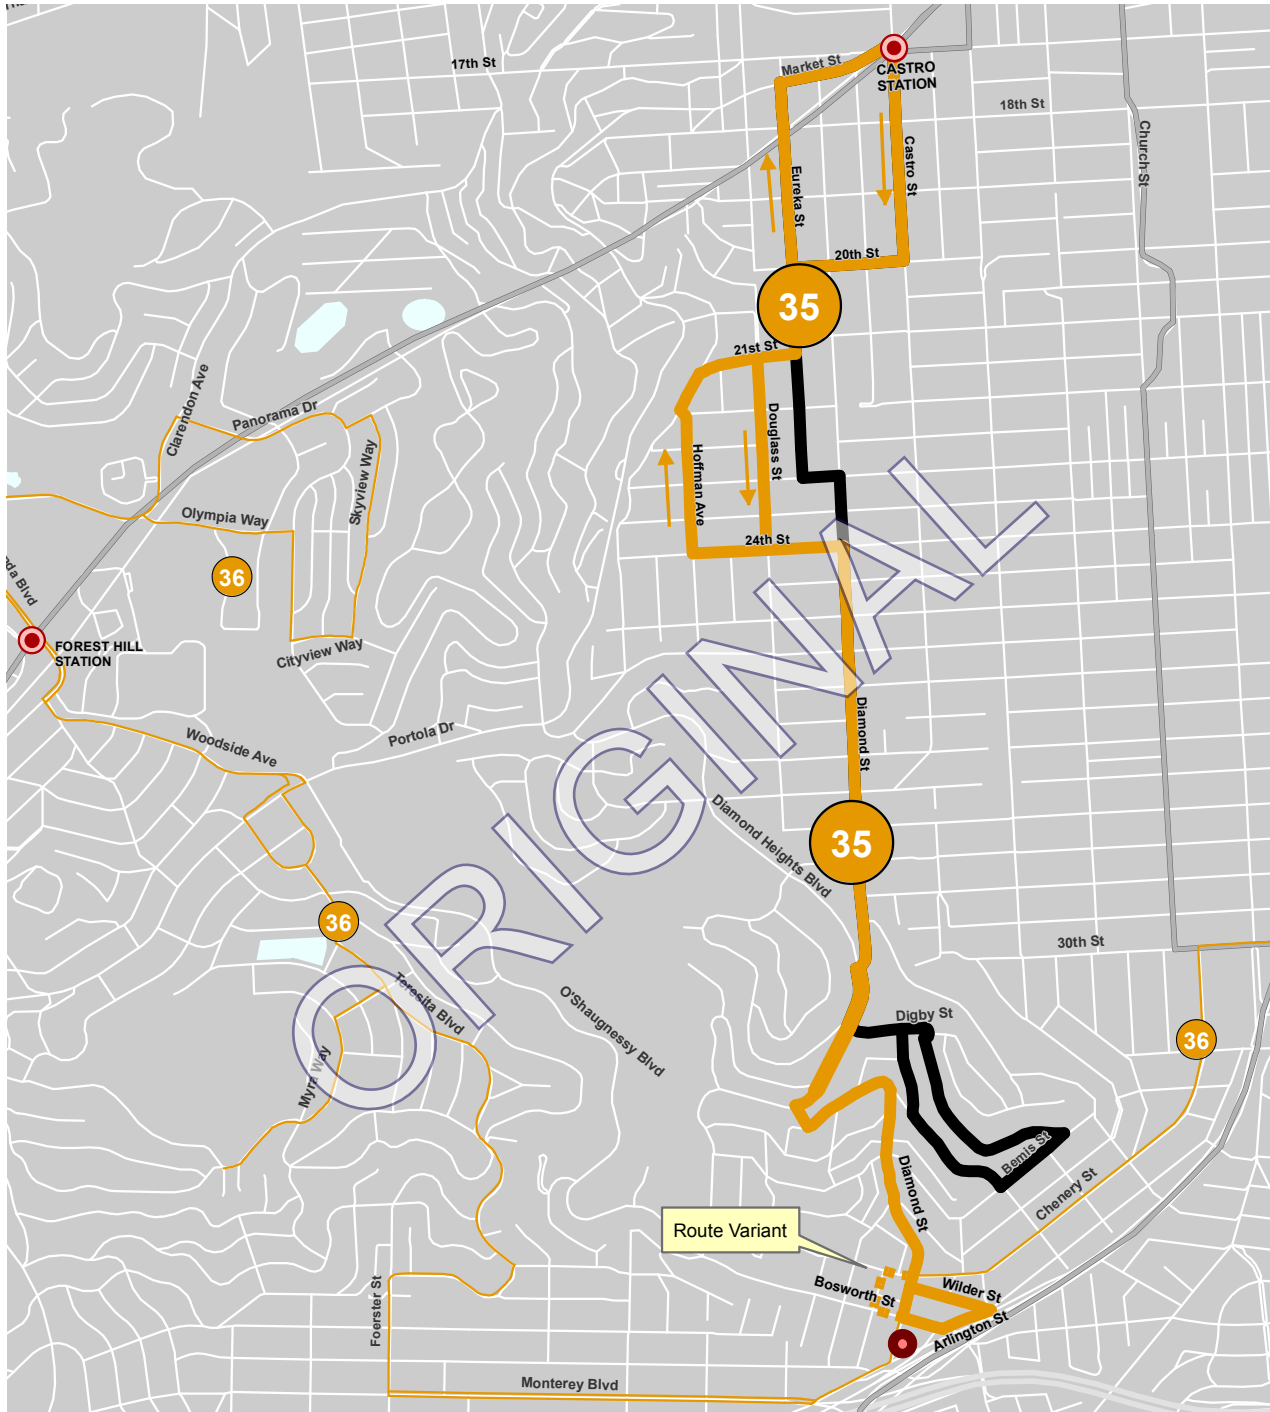 17th St
Market St
CASTRO
STATION
18th St
Church St
Castro St
Eureka St
20th St
35
21st St
Douglass St
Hoffman Ave
24th St
Clarendon Ave
Panorama Dr
Skyview Way
Olympia Way
36
Cityview Way
FOREST HILL
STATION
Woodside Ave
Portola Dr
Diamond St
Diamond Heights Blvd
35
36
ORIGINAL
30th St
Teresita Blvd
O'Shaugnessy Blvd
Myra Way
Digby St
36
Bemis St
Chenery St
Diamond St
Route Variant
Bosworth St
Wilder St
Arlington St
Foerster St
Monterey Blvd